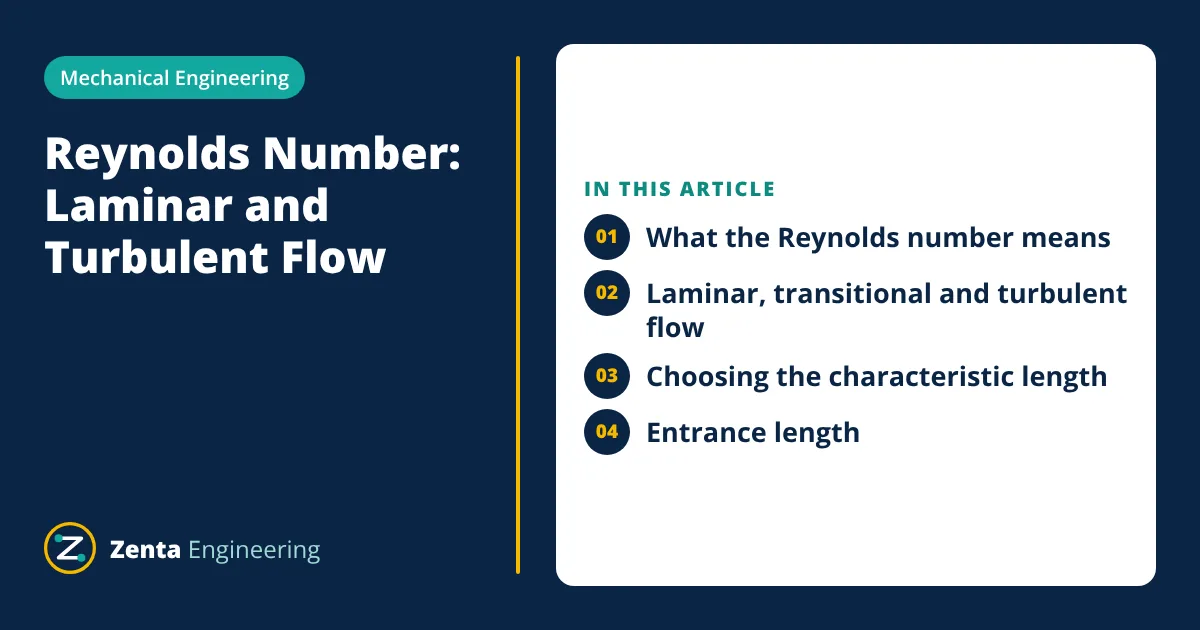 Mechanical Engineering
Reynolds Number:
Laminar and
Turbulent Flow
Zenta Engineering
IN THIS ARTICLE
01 What the Reynolds number means
02 Laminar, transitional and turbulent
flow
03 Choosing the characteristic length
04 Entrance length